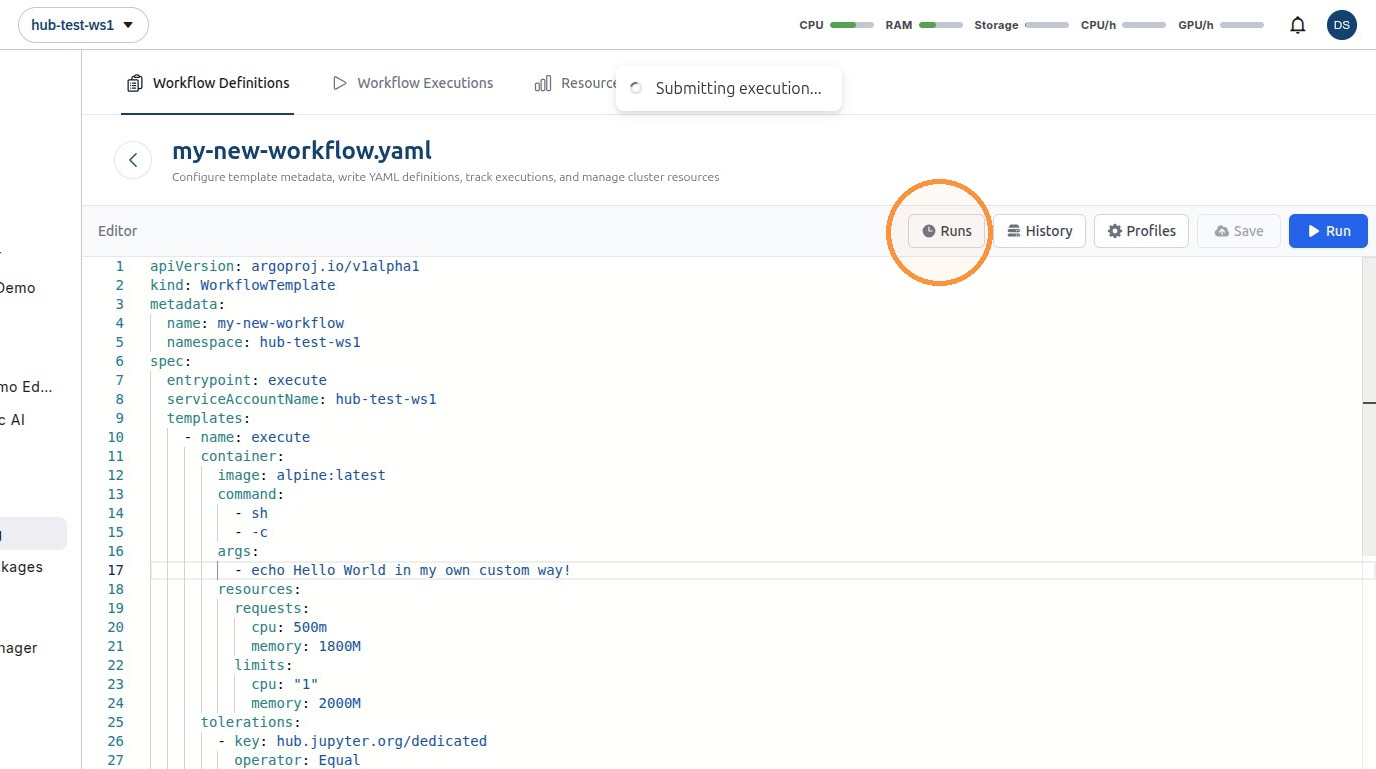 hub-test-ws1
CPU RAM Storage CPU/h GPU/h DS
Workflow Definitions Workflow Executions
Submitting execution...
my-new-workflow.yaml
Configure template metadata, write YAML definitions, track executions, and manage cluster resources
Editor Runs History Profiles Save Run
1 apiVersion: argoproj.io/v1alpha1
2 kind: WorkflowTemplate
3 metadata:
4 name: my-new-workflow
5 namespace: hub-test-ws1
6 spec:
7 entrypoint: execute
8 serviceAccountName: hub-test-ws1
9 templates:
10 - name: execute
11 container:
12 image: alpine:latest
13 command:
14 - sh
15 - -c
16 args:
17 - echo Hello World in my own custom way!
18 resources:
19 requests:
20 cpu: 500m
21 memory: 1800M
22 limits:
23 cpu: "1"
24 memory: 2000M
25 tolerations:
26 - key: hub.jupyter.org/dedicated
27 operator: Equal
Demo
mo Ed...
c AI
kages
nager